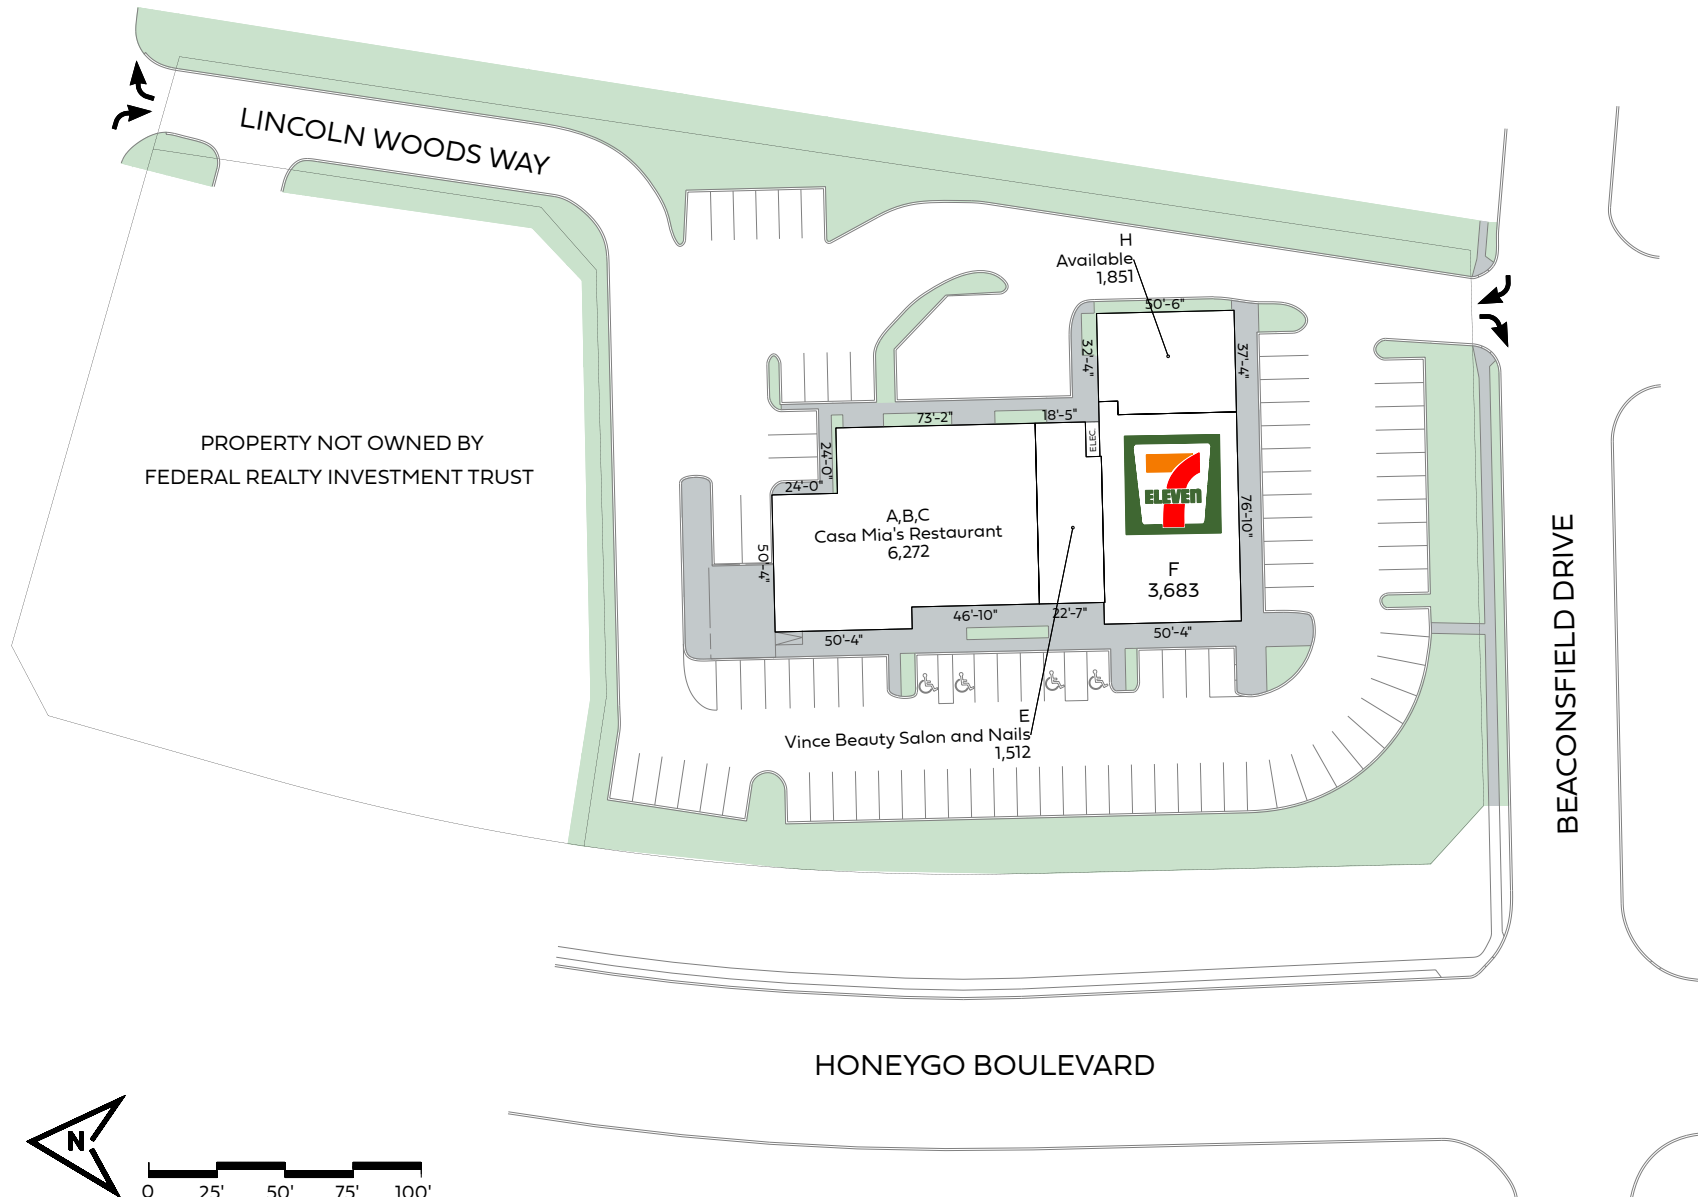 LINCOLN WOODS WAY
H
Available
1,851
50'-6"
32'-4"
37'-4"
73'-2"
18'-5"
ELEC.
24'-0"
24'-0"
PROPERTY NOT OWNED BY
FEDERAL REALTY INVESTMENT TRUST
A,B,C
Casa Mia's Restaurant
6,272
7
ELEVEN
76'-10"
50'-4"
F
3,683
46'-10"
22'-7"
50'-4"
50'-4"
E
Vince Beauty Salon and Nails
1,512
BEACONSFIELD DRIVE
HONEYGO BOULEVARD
N
0 25' 50' 75' 100'